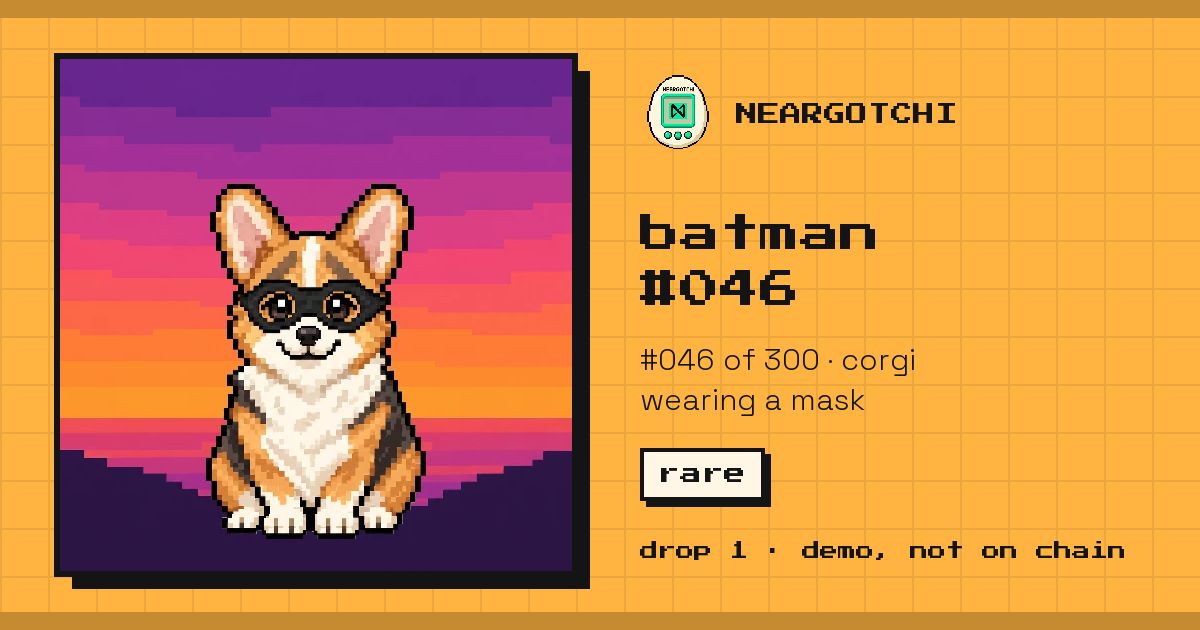 NEARGOTCHI
NEARGOTCHI
batman
#046
#046 of 300 · corgi
wearing a mask
rare
drop 1 · demo, not on chain